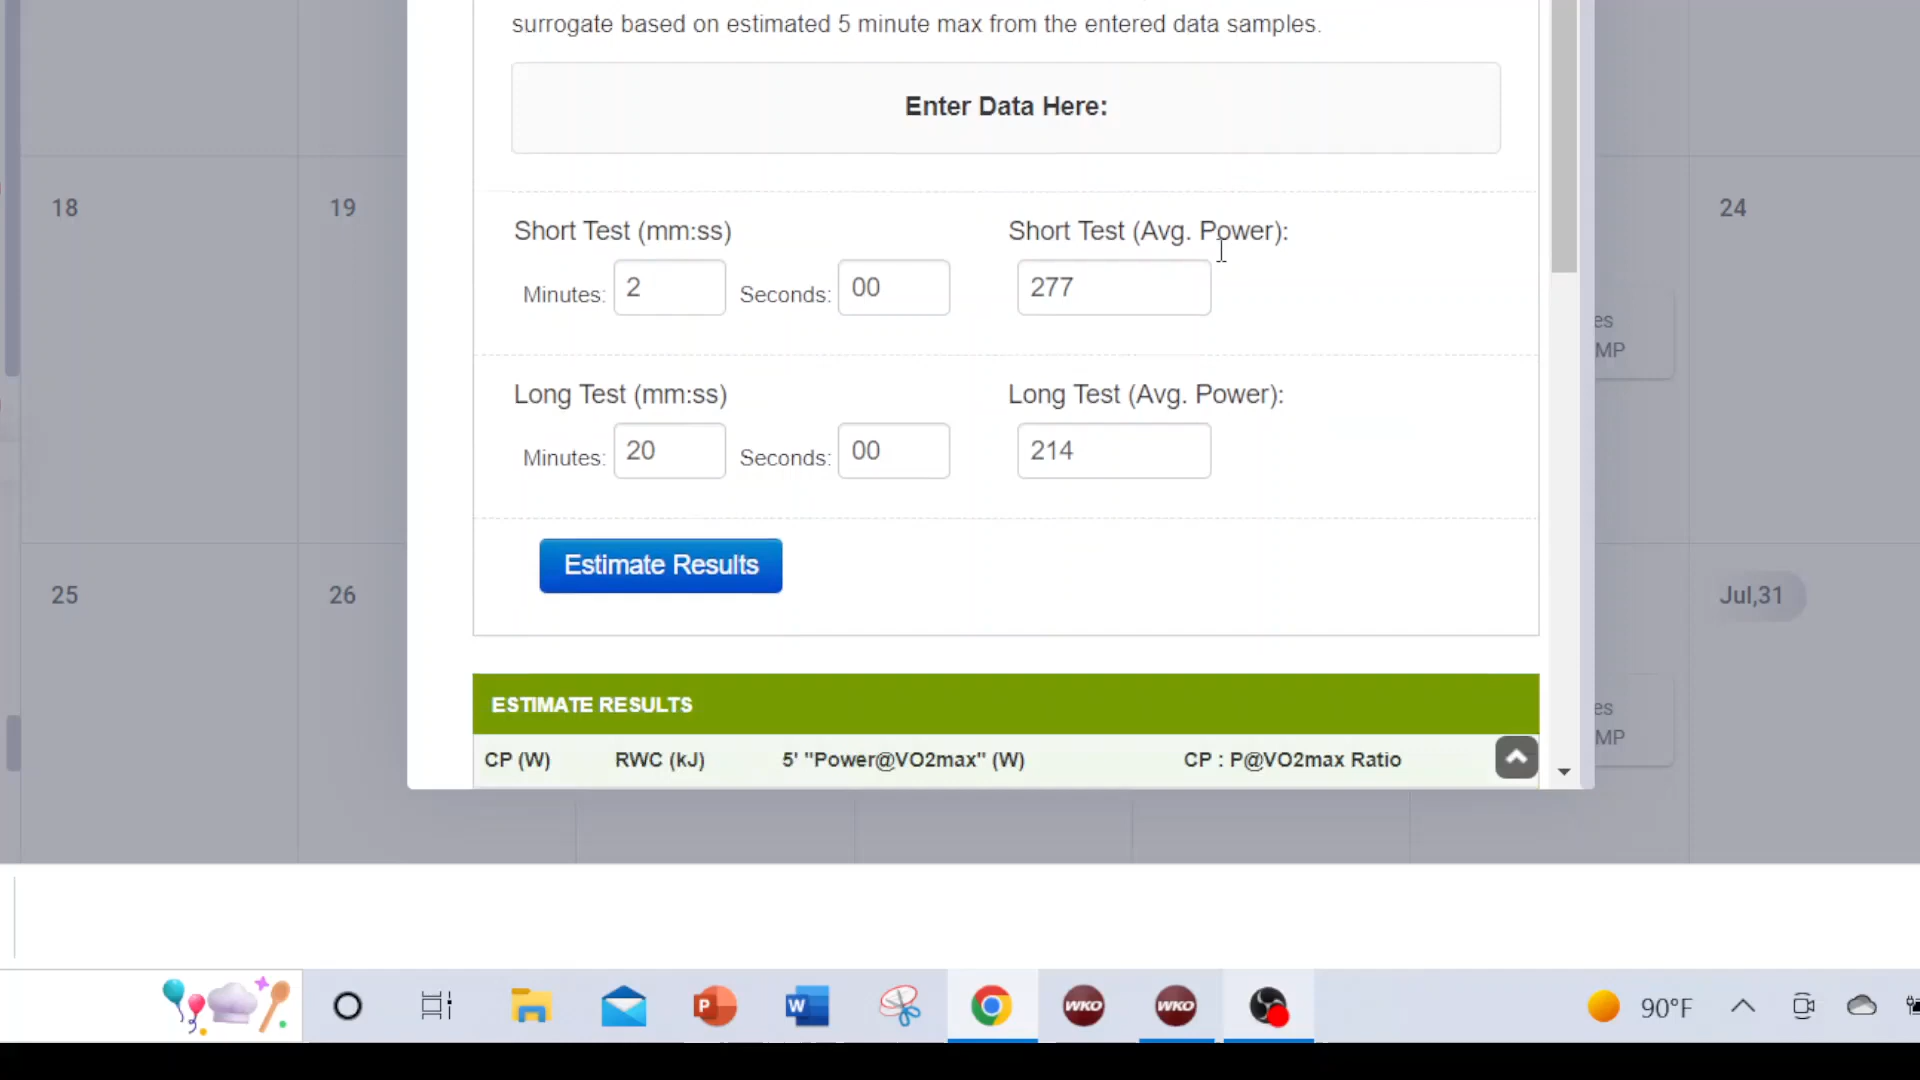 surrogate based on estimated 5 minute max from the entered data samples.
Enter Data Here:
18
19
24
Short Test (mm:ss)
Short Test (Avg. Power):
Minutes: 2 Seconds: 00
277
es
MP
Long Test (mm:ss)
Long Test (Avg. Power):
Minutes: 20 Seconds: 00
214
Estimate Results
25
26
Jul,31
ESTIMATE RESULTS
es
MP
CP (W) RWC (kJ) 5' "Power@VO2max" (W) CP : P@VO2max Ratio
P
W
WKO
WKO
90°F